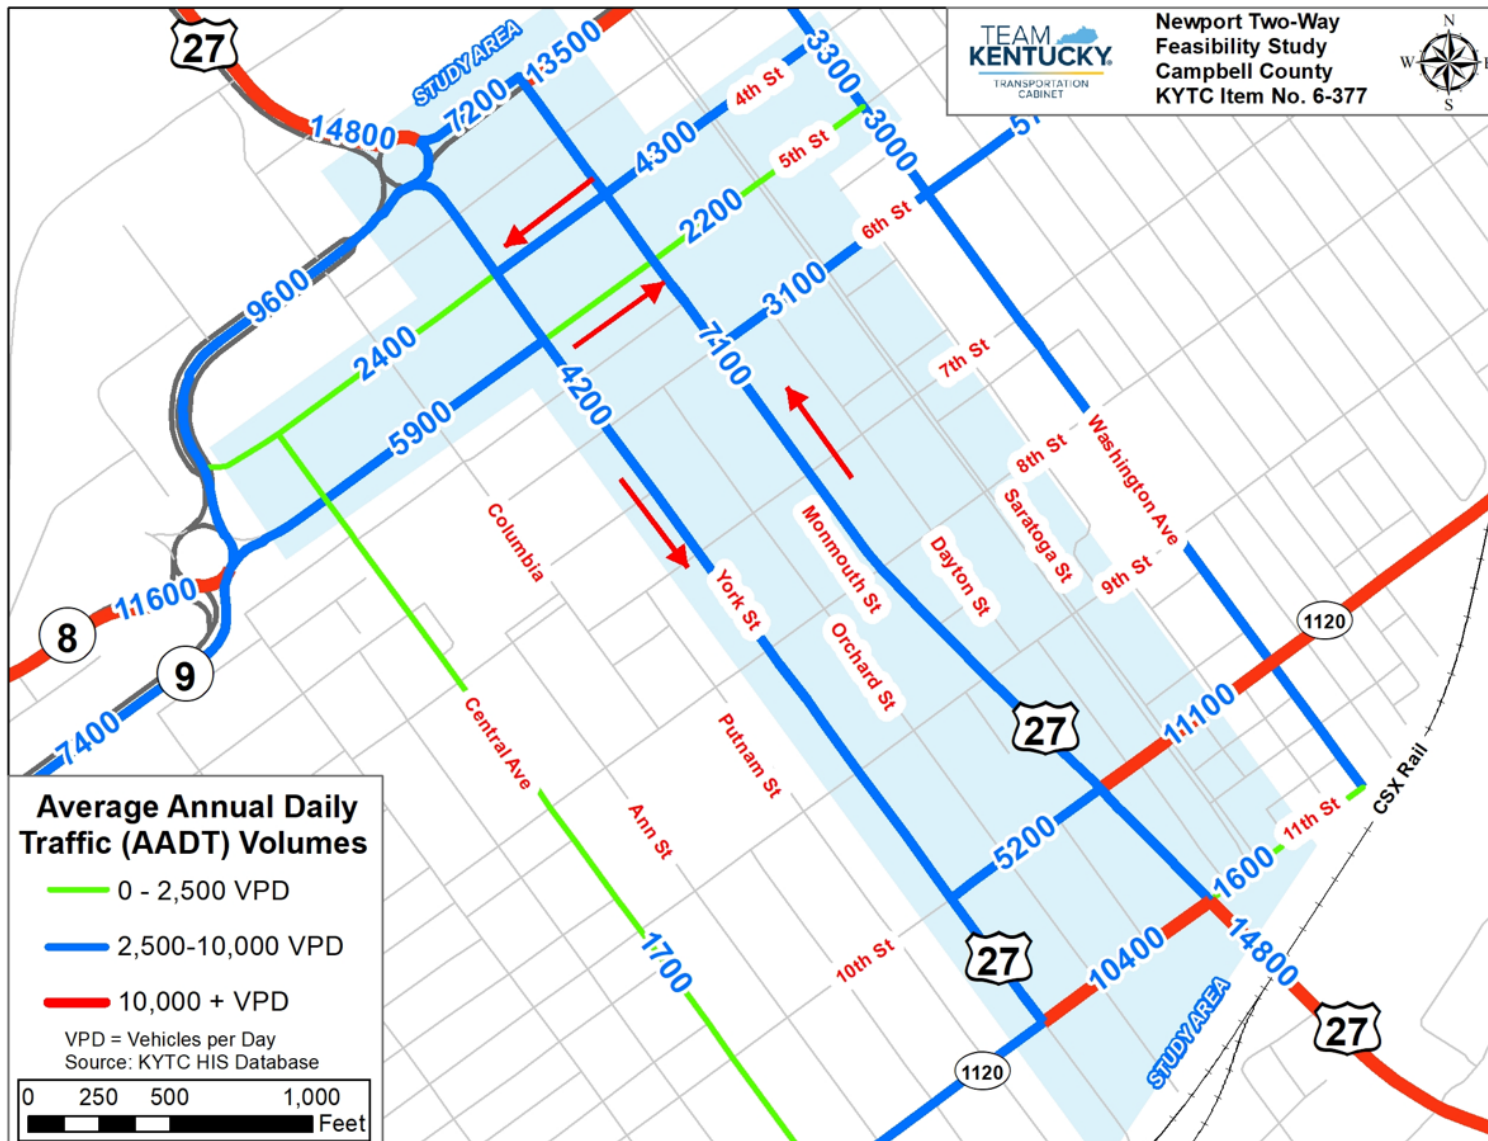 TEAM
KENTUCKY.
TRANSPORTATION
CABINET
Newport Two-Way
Feasibility Study
Campbell County
KYTC Item No. 6-377
N
W
E
S
27
STUDY AREA
14800
7200
13500
3300
4th St
4300
3000
5th St
2200
6th St
3100
9600
2400
7100
7th St
4200
5900
8th St
Washington Ave
Columbia
Monmouth St
Saratoga St
Dayton St
9th St
11600
York St
Orchard St
1120
8
9
7400
Central Ave
Putnam St
27
11100
CSX Rail
Ann St
5200
11th St
1600
1700
10th St
27
10400
14800
STUDY AREA
27
1120
Average Annual Daily
Traffic (AADT) Volumes
0 - 2,500 VPD
2,500-10,000 VPD
10,000 + VPD
VPD = Vehicles per Day
Source: KYTC HIS Database
0 250 500 1,000
Feet